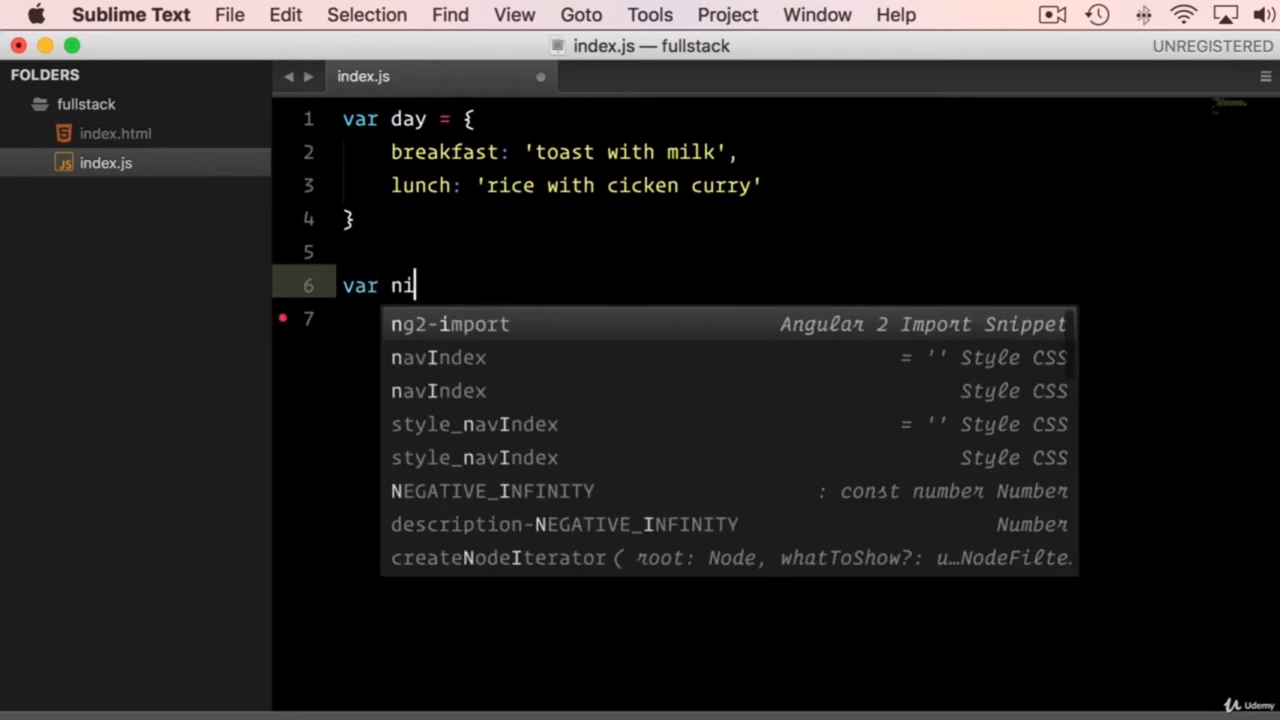 Sublime Text File Edit Selection Find View Goto Tools Project Window Help
index.js — fullstack UNREGISTERED
FOLDERS
fullstack
index.html
index.js
index.js
1 var day = {
2 breakfast: 'toast with milk',
3 lunch: 'rice with cicken curry'
4 }
5
6 var ni
7
ng2-import Angular 2 Import Snippet
navIndex = '' Style CSS
navIndex Style CSS
style_navIndex = '' Style CSS
style_navIndex Style CSS
NEGATIVE_INFINITY : const number Number
description-NEGATIVE_INFINITY Number
createNodeIterator( root: Node, whatToShow?: u…NodeFilte.
Udemy